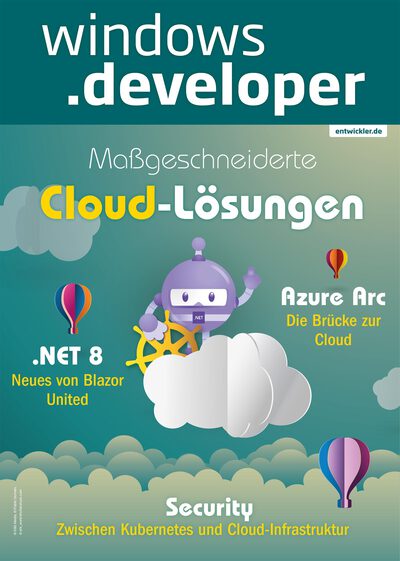 windows
.developer
entwickler.de
Maßgeschneiderte
Cloud-Lösungen
Azure Arc
Die Brücke zur
Cloud
.NET 8
Neues von Blazor
United
.NET
Security
Zwischen Kubernetes und Cloud-Infrastruktur